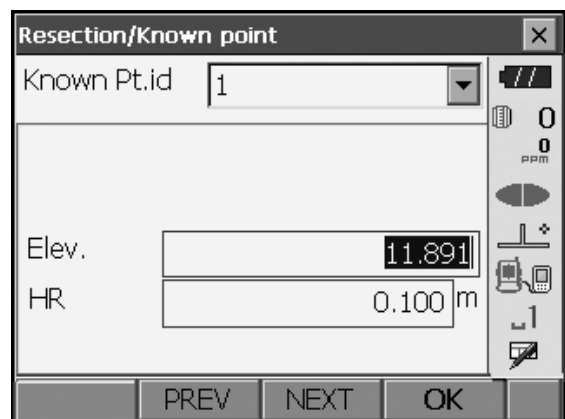 Resection/Known point
Known Pt.id 1
0
0
PPM
Elev. 11.891
HR 0.100 m
1
PREV NEXT OK